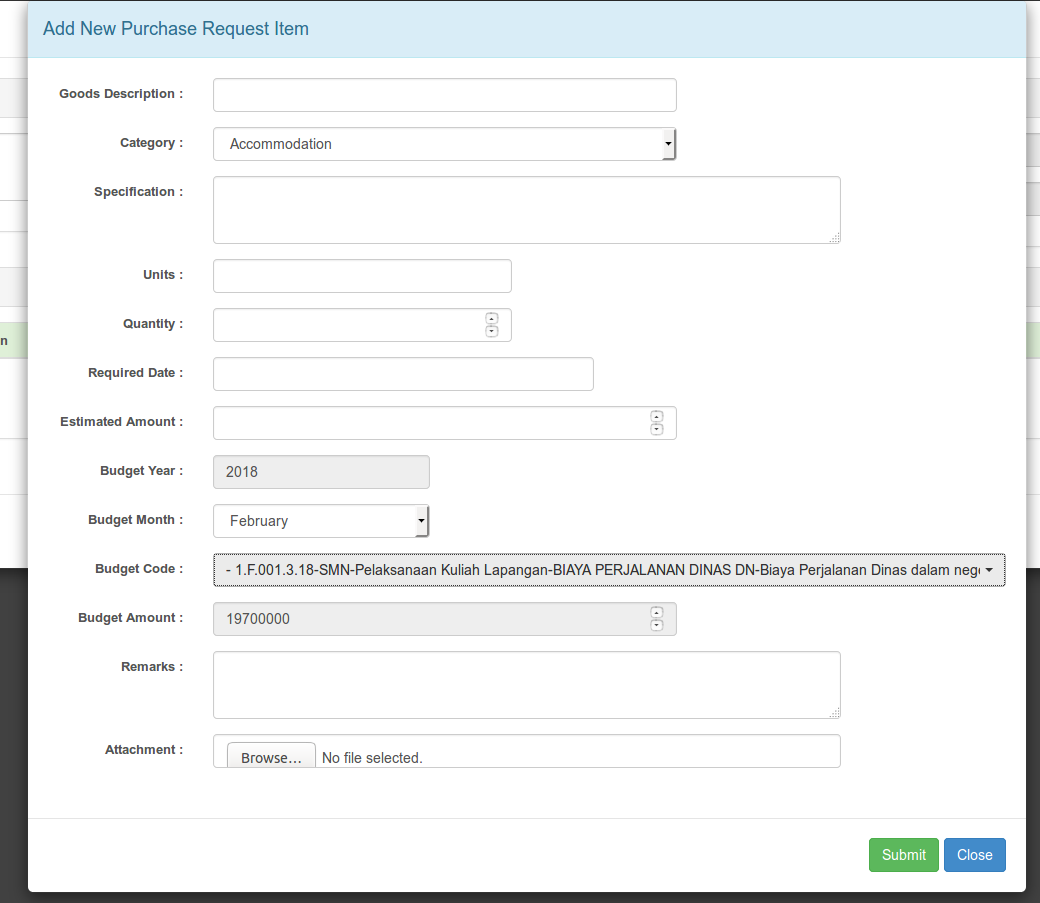 Add New Purchase Request Item
Goods Description :
Category : Accommodation
Specification :
Units :
Quantity :
Required Date :
Estimated Amount :
Budget Year : 2018
Budget Month : February
n
Budget Code : - 1.F.001.3.18-SMN-Pelaksanaan Kuliah Lapangan-BIAYA PERJALANAN DINAS DN-Biaya Perjalanan Dinas dalam neg
Budget Amount : 19700000
Remarks :
Attachment : Browse... No file selected.
Submit Close